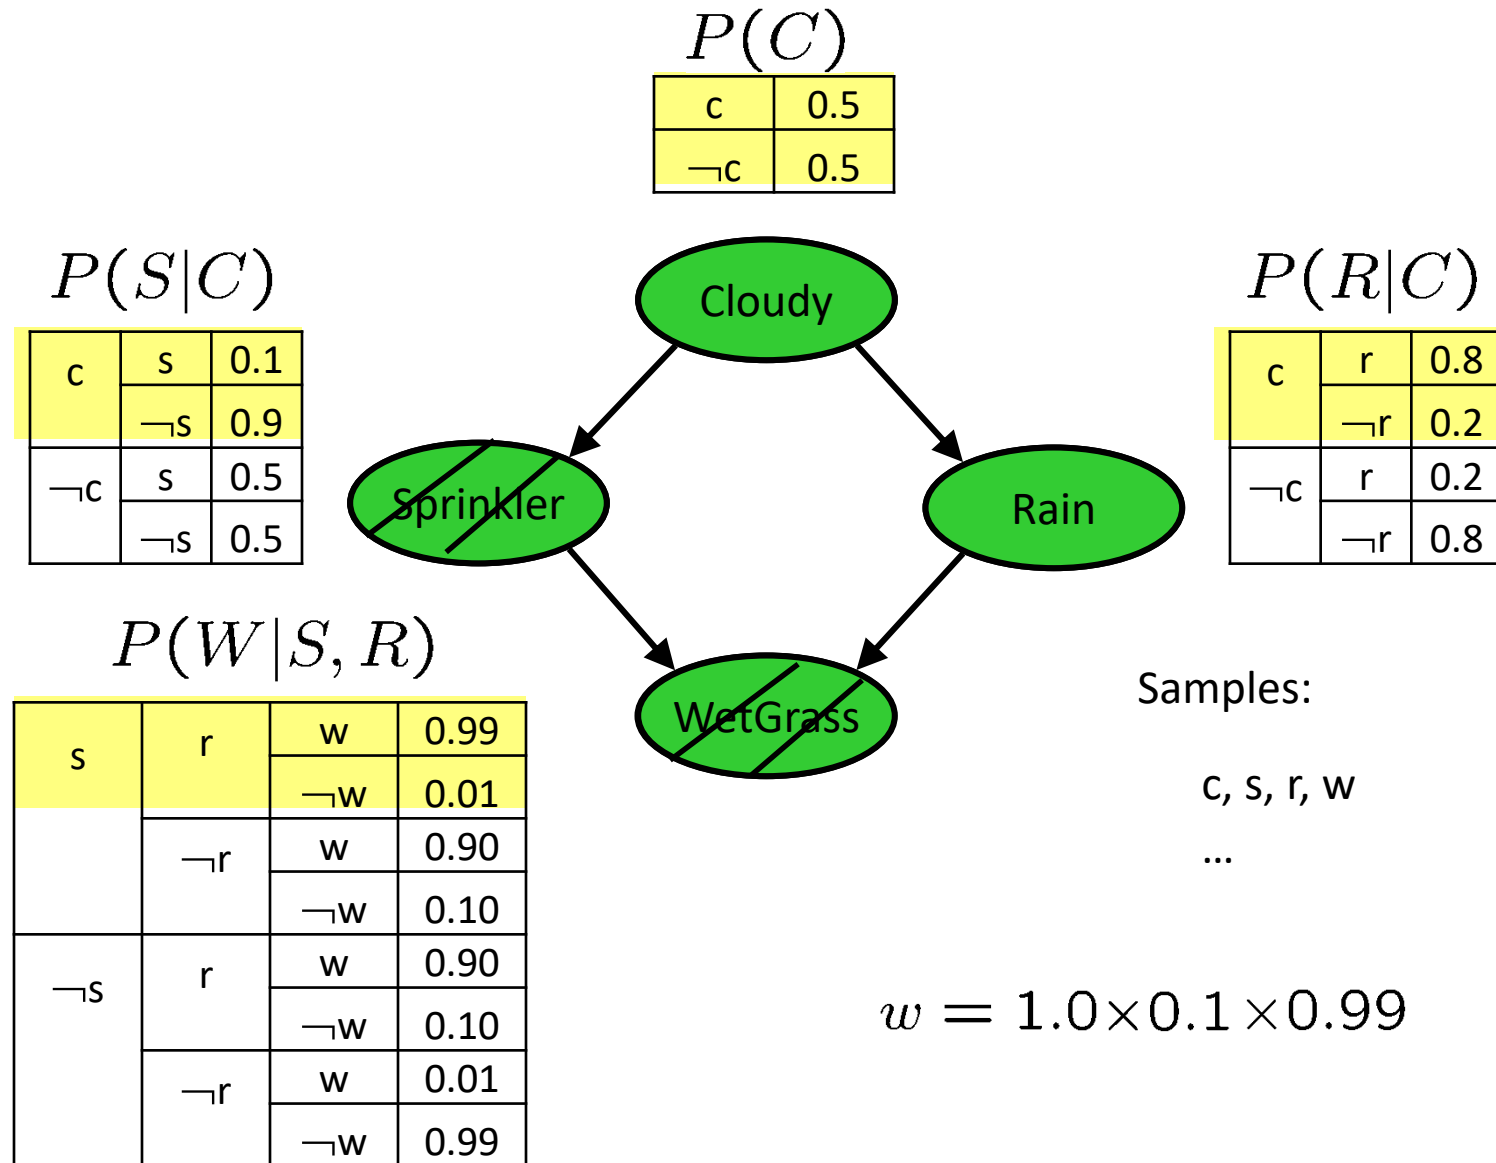 P(C)
c 0.5
¬c 0.5
P(S|C)
c s 0.1
¬s 0.9
¬c s 0.5
¬s 0.5
Cloudy
P(R|C)
c r 0.8
¬r 0.2
¬c r 0.2
¬r 0.8
Sprinkler
Rain
P(W|S, R)
s r w 0.99
¬w 0.01
¬r w 0.90
¬w 0.10
¬s r w 0.90
¬w 0.10
¬r w 0.01
¬w 0.99
WetGrass
Samples:
c, s, r, w
...
w = 1.0×0.1×0.99